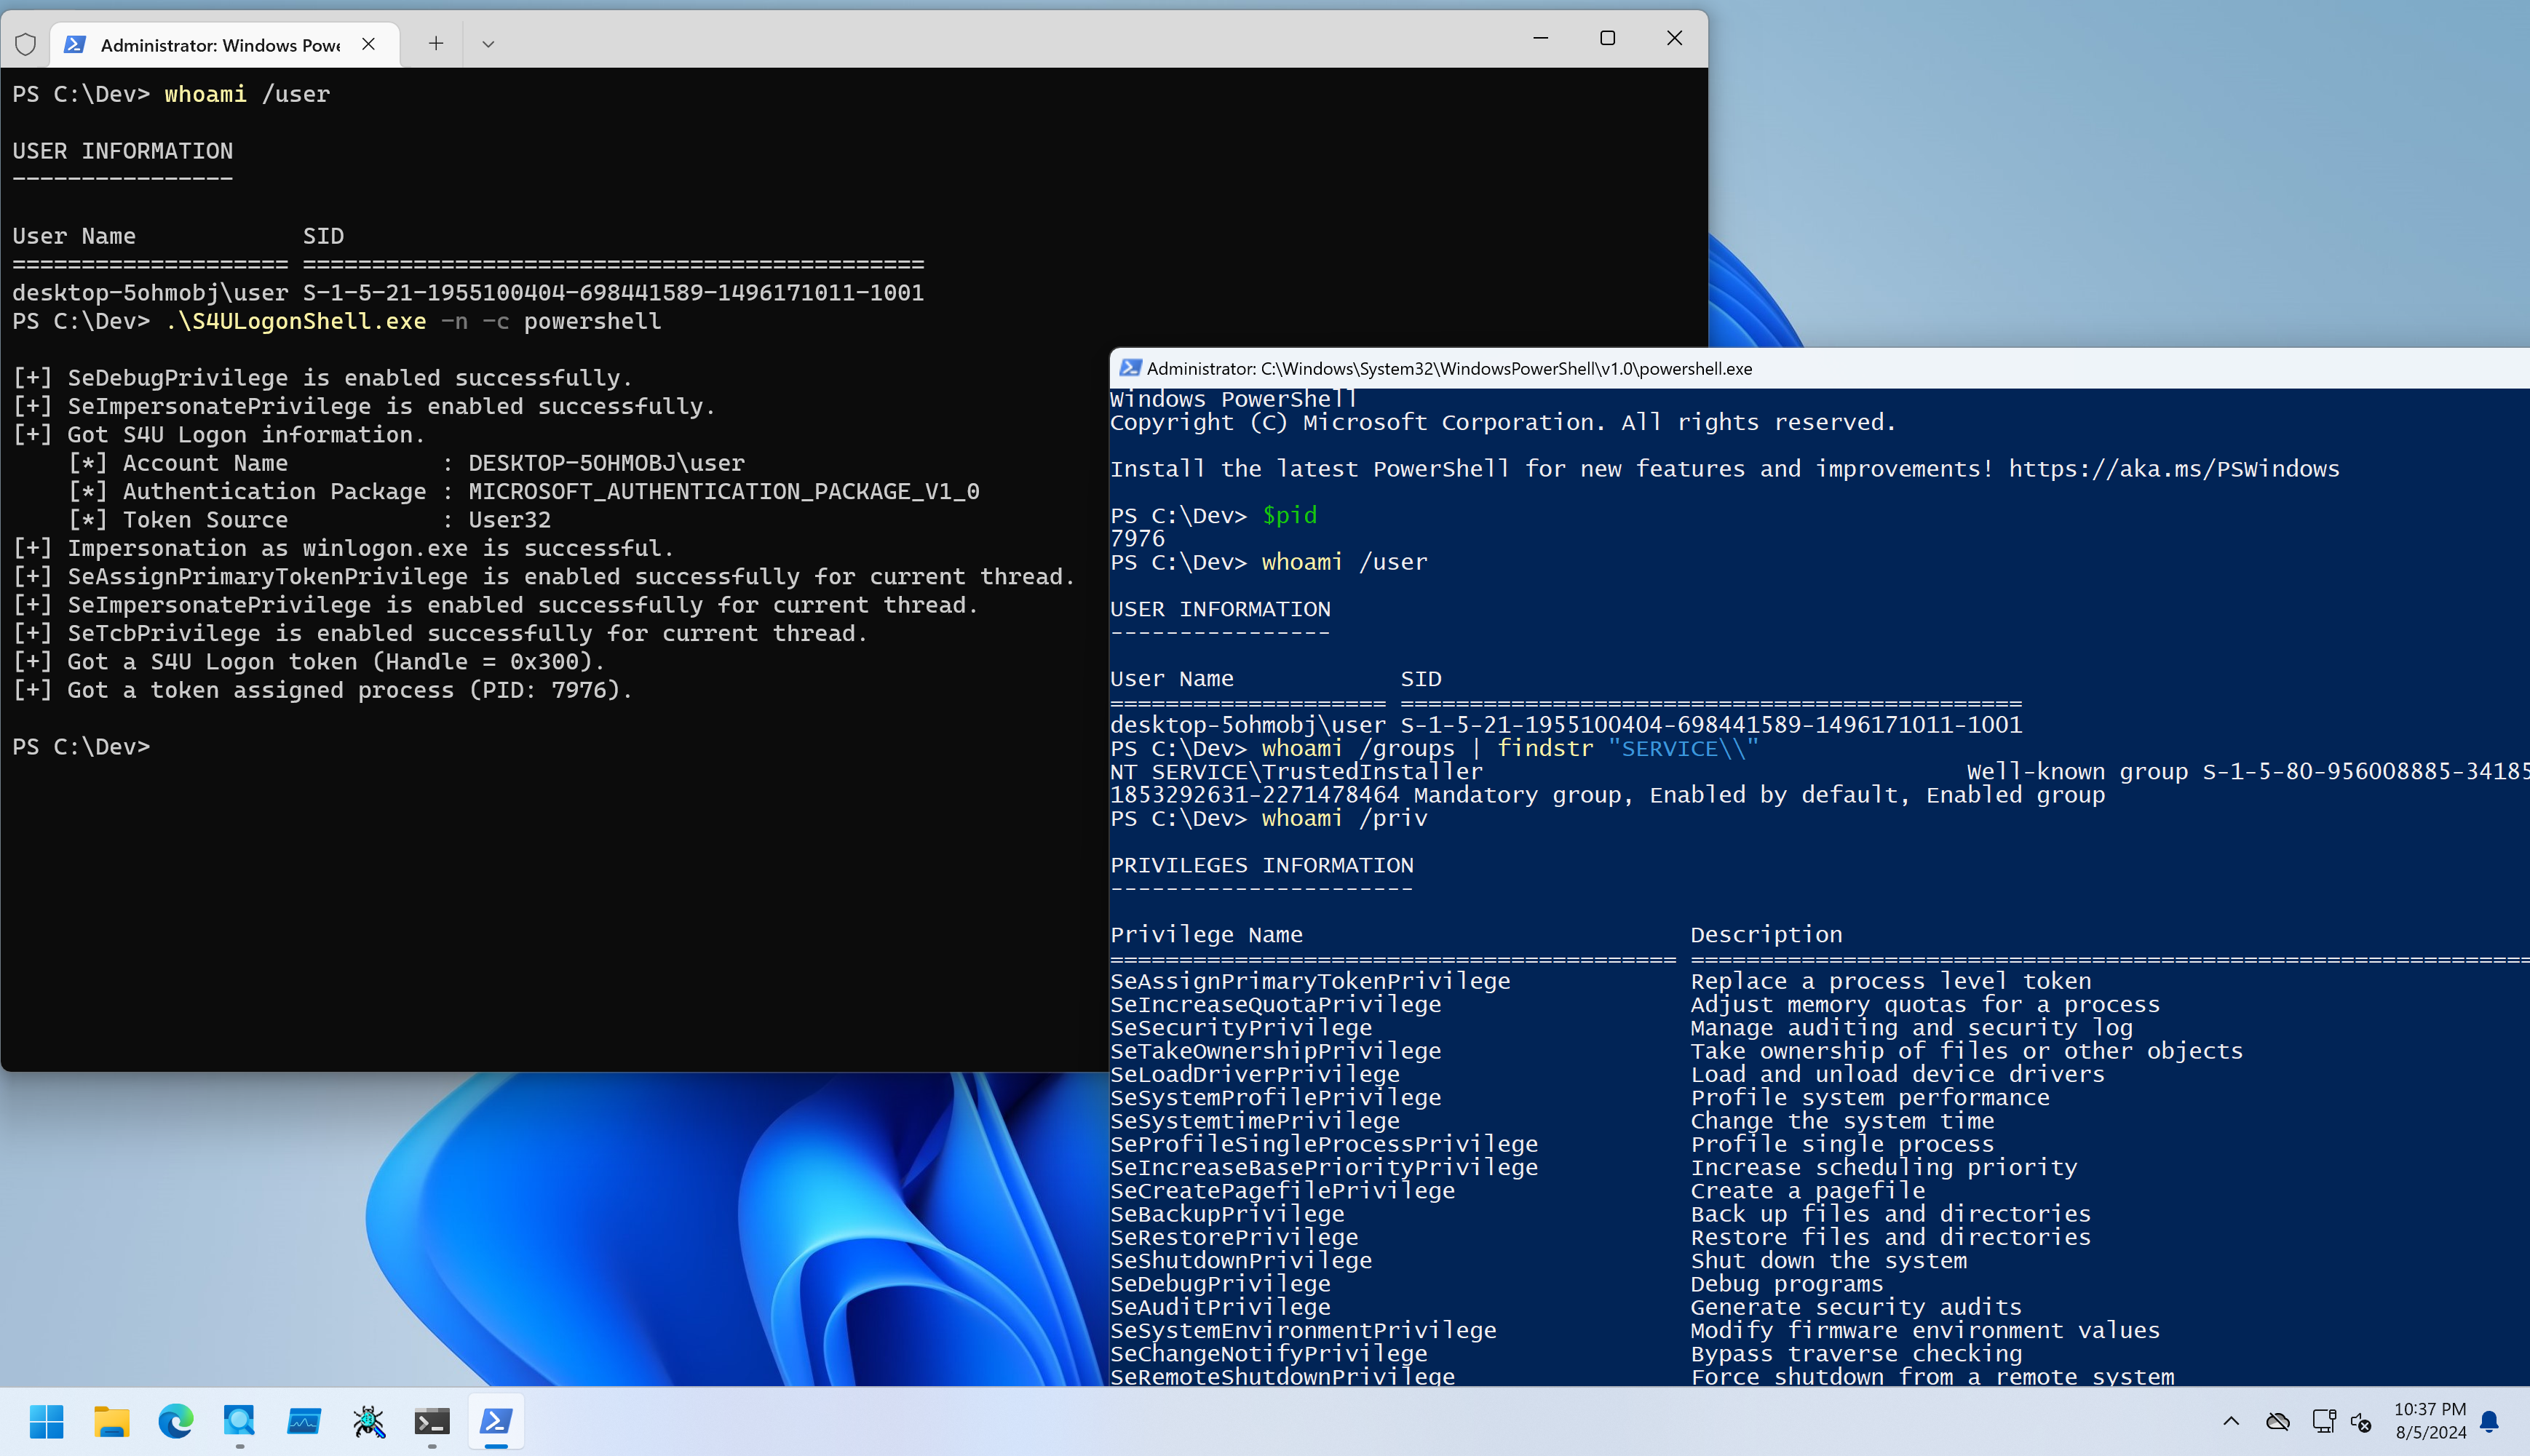 Administrator: Windows Powe
PS C:\Dev> whoami /user
USER INFORMATION
----------------
User Name SID
==================== =============================================
desktop-5ohmobj\user S-1-5-21-1955100404-698441589-1496171011-1001
PS C:\Dev> .\S4ULogonShell.exe -n -c powershell
[+] SeDebugPrivilege is enabled successfully.
[+] SeImpersonatePrivilege is enabled successfully.
[+] Got S4U Logon information.
[*] Account Name : DESKTOP-5OHMOBJ\user
[*] Authentication Package : MICROSOFT_AUTHENTICATION_PACKAGE_V1_0
[*] Token Source : User32
[+] Impersonation as winlogon.exe is successful.
[+] SeAssignPrimaryTokenPrivilege is enabled successfully for current thread.
[+] SeImpersonatePrivilege is enabled successfully for current thread.
[+] SeTcbPrivilege is enabled successfully for current thread.
[+] Got a S4U Logon token (Handle = 0x300).
[+] Got a token assigned process (PID: 7976).
PS C:\Dev>
Administrator: C:\Windows\System32\WindowsPowerShell\v1.0\powershell.exe
Windows PowerShell
Copyright (C) Microsoft Corporation. All rights reserved.
Install the latest PowerShell for new features and improvements! https://aka.ms/PSWindows
PS C:\Dev> $pid
7976
PS C:\Dev> whoami /user
USER INFORMATION
----------------
User Name SID
==================== =============================================
desktop-5ohmobj\user S-1-5-21-1955100404-698441589-1496171011-1001
PS C:\Dev> whoami /groups | findstr "SERVICE\\"
NT SERVICE\TrustedInstaller Well-known group S-1-5-80-956008885-34185
1853292631-2271478464 Mandatory group, Enabled by default, Enabled group
PS C:\Dev> whoami /priv
PRIVILEGES INFORMATION
----------------------
Privilege Name Description
========================================= =============================================================
SeAssignPrimaryTokenPrivilege Replace a process level token
SeIncreaseQuotaPrivilege Adjust memory quotas for a process
SeSecurityPrivilege Manage auditing and security log
SeTakeOwnershipPrivilege Take ownership of files or other objects
SeLoadDriverPrivilege Load and unload device drivers
SeSystemProfilePrivilege Profile system performance
SeSystemtimePrivilege Change the system time
SeProfileSingleProcessPrivilege Profile single process
SeIncreaseBasePriorityPrivilege Increase scheduling priority
SeCreatePagefilePrivilege Create a pagefile
SeBackupPrivilege Back up files and directories
SeRestorePrivilege Restore files and directories
SeShutdownPrivilege Shut down the system
SeDebugPrivilege Debug programs
SeAuditPrivilege Generate security audits
SeSystemEnvironmentPrivilege Modify firmware environment values
SeChangeNotifyPrivilege Bypass traverse checking
SeRemoteShutdownPrivilege Force shutdown from a remote system
10:37 PM
8/5/2024